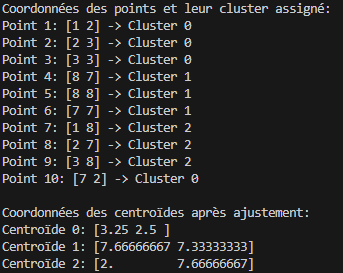 Coordonnées des points et leur cluster assigné:
Point 1: [1 2] -> Cluster 0
Point 2: [2 3] -> Cluster 0
Point 3: [3 3] -> Cluster 0
Point 4: [8 7] -> Cluster 1
Point 5: [8 8] -> Cluster 1
Point 6: [7 7] -> Cluster 1
Point 7: [1 8] -> Cluster 2
Point 8: [2 7] -> Cluster 2
Point 9: [3 8] -> Cluster 2
Point 10: [7 2] -> Cluster 0

Coordonnées des centroïdes après ajustement:
Centroïde 0: [3.25 2.5 ]
Centroïde 1: [7.66666667 7.33333333]
Centroïde 2: [2.         7.66666667]